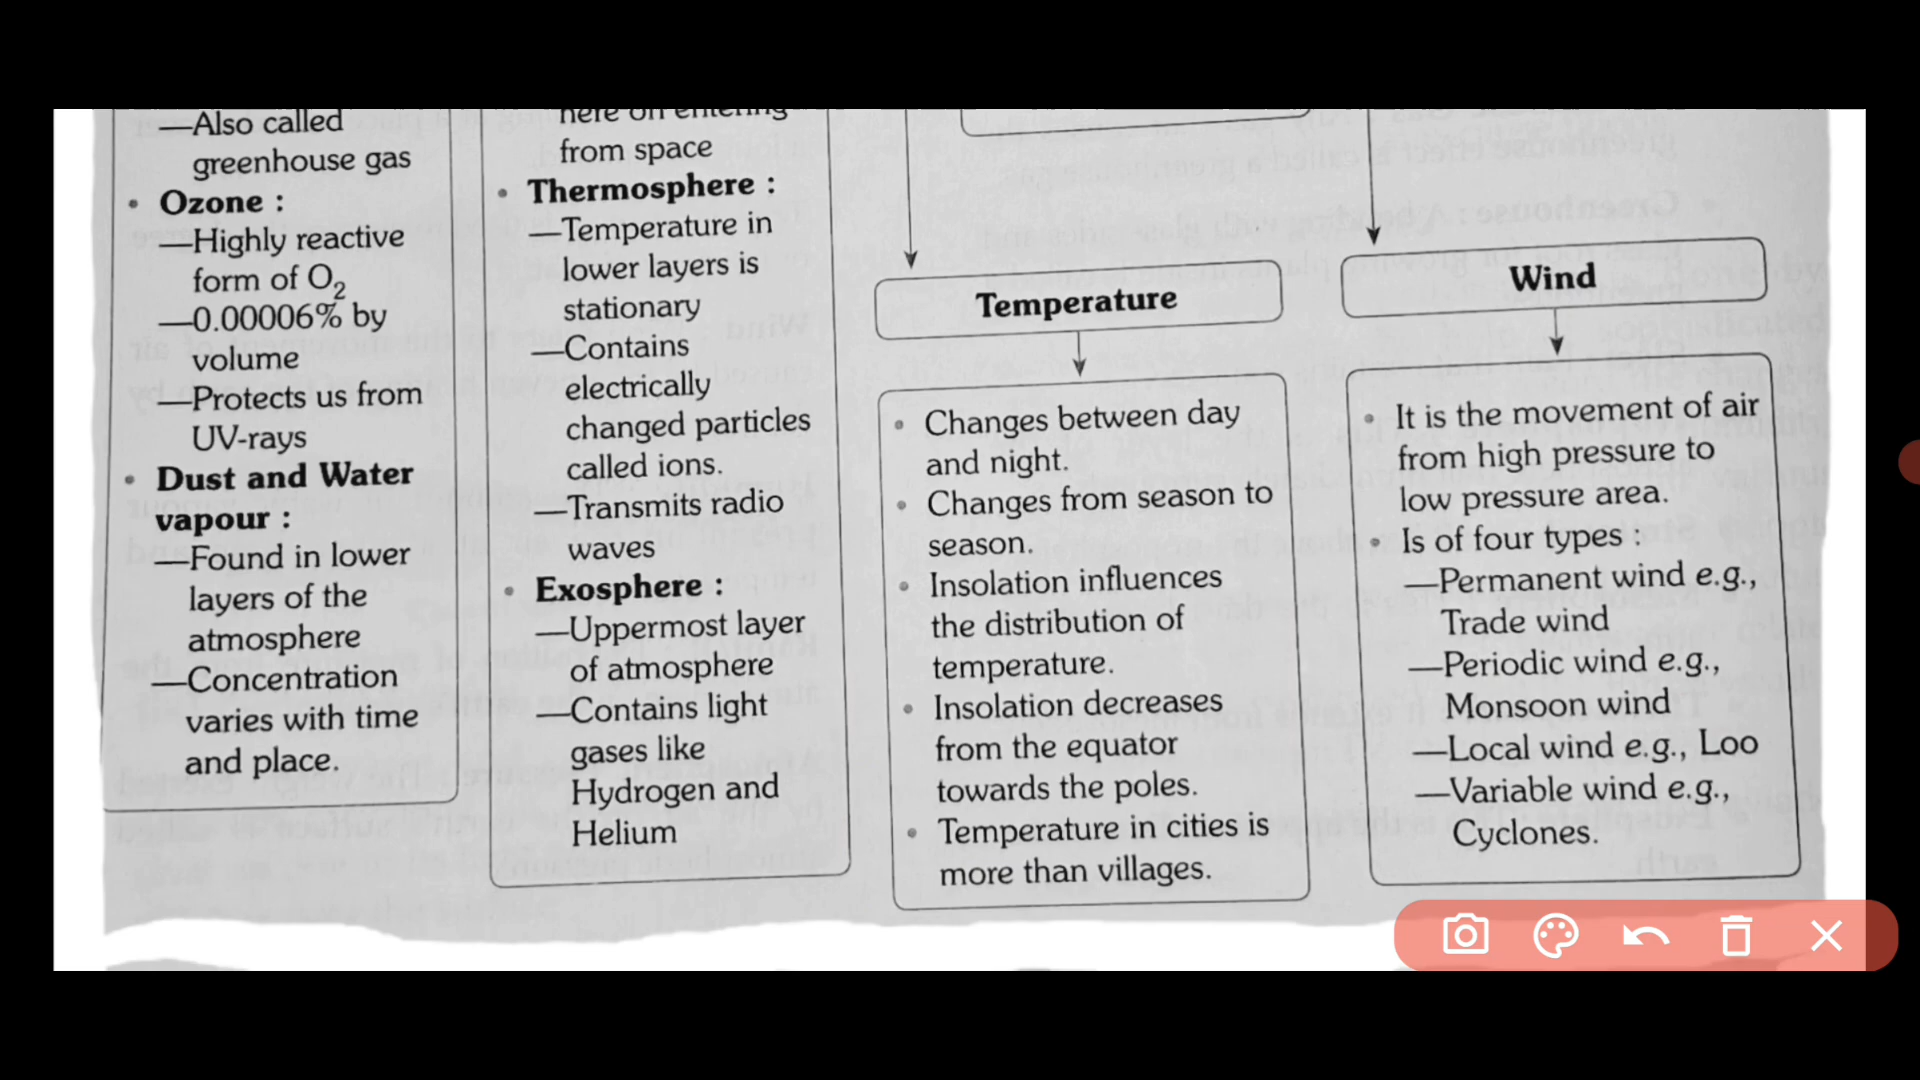 —Also called
greenhouse gas
• Ozone :
—Highly reactive
form of O₂
—0.00006% by
volume
—Protects us from
UV-rays
• Dust and Water
vapour :
—Found in lower
layers of the
atmosphere
—Concentration
varies with time
and place.
here on entering
from space
• Thermosphere :
—Temperature in
lower layers is
stationary
—Contains
electrically
changed particles
called ions.
—Transmits radio
waves
• Exosphere :
—Uppermost layer
of atmosphere
—Contains light
gases like
Hydrogen and
Helium
Temperature
• Changes between day
and night.
• Changes from season to
season.
• Insolation influences
the distribution of
temperature.
• Insolation decreases
from the equator
towards the poles.
• Temperature in cities is
more than villages.
Wind
• It is the movement of air
from high pressure to
low pressure area.
• Is of four types :
—Permanent wind e.g.,
Trade wind
—Periodic wind e.g.,
Monsoon wind
—Local wind e.g., Loo
—Variable wind e.g.,
Cyclones.